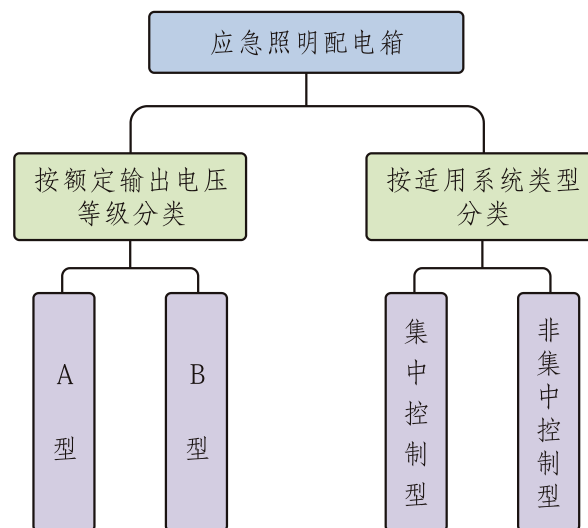 应急照明配电箱
按额定输出电压
等级分类
按适用系统类型
分类
A型
B型
集中控制型
非集中控制型